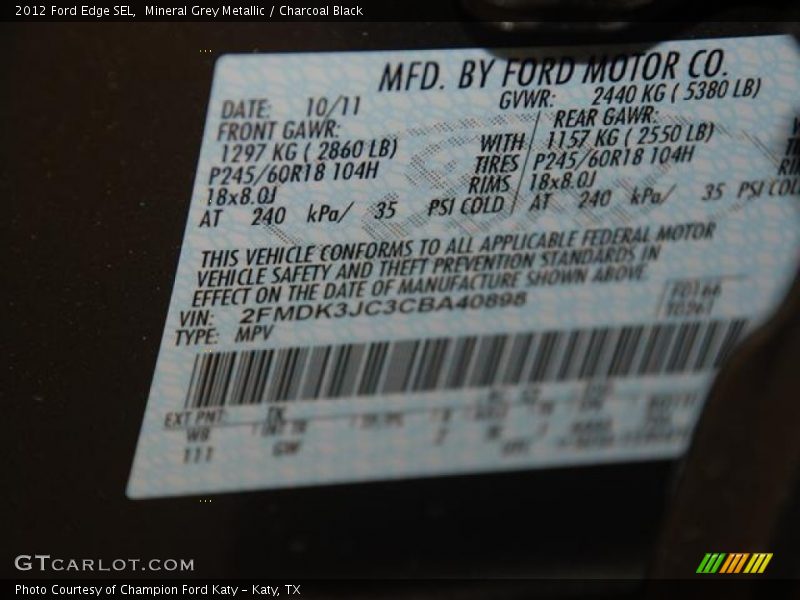 2012 Ford Edge SEL, Mineral Grey Metallic / Charcoal Black
MFD. BY FORD MOTOR CO.
DATE: 10/11 GVWR: 2440 KG ( 5380 LB)
FRONT GAWR: REAR GAWR:
1297 KG ( 2860 LB) WITH 1157 KG ( 2550 LB)
P245/60R18 104H TIRES P245/60R18 104H
18x8.0J RIMS 18x8.0J
AT 240 kPa/ 35 PSI COLD AT 240 kPa/ 35 PSI COLD
THIS VEHICLE CONFORMS TO ALL APPLICABLE FEDERAL MOTOR
VEHICLE SAFETY AND THEFT PREVENTION STANDARDS IN
EFFECT ON THE DATE OF MANUFACTURE SHOWN ABOVE
VIN: 2FMDK3JC3CBA40898
TYPE: MPV
EXT PNT:
WB
111
GTCARLOT.COM
Photo Courtesy of Champion Ford Katy - Katy, TX